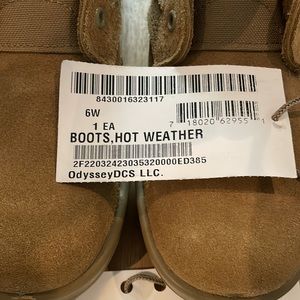 8430016323117
6W
7 18020 62955 1
1 EA
BOOTS,HOT WEATHER
2F22032423035320000ED385
OdysseyDCS LLC.